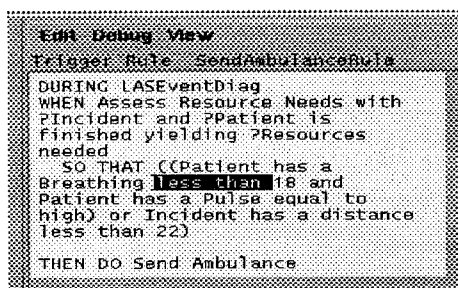 Edit Debug View
Trigger Rule SendAmbulanceRule
DURING LASEventDiag
WHEN Assess Resource Needs with
?Incident and ?Patient is
finished yielding ?Resources
needed
SO THAT ((Patient has a
Breathing less than 18 and
Patient has a Pulse equal to
high) or Incident has a distance
less than 22)
THEN DO Send Ambulance